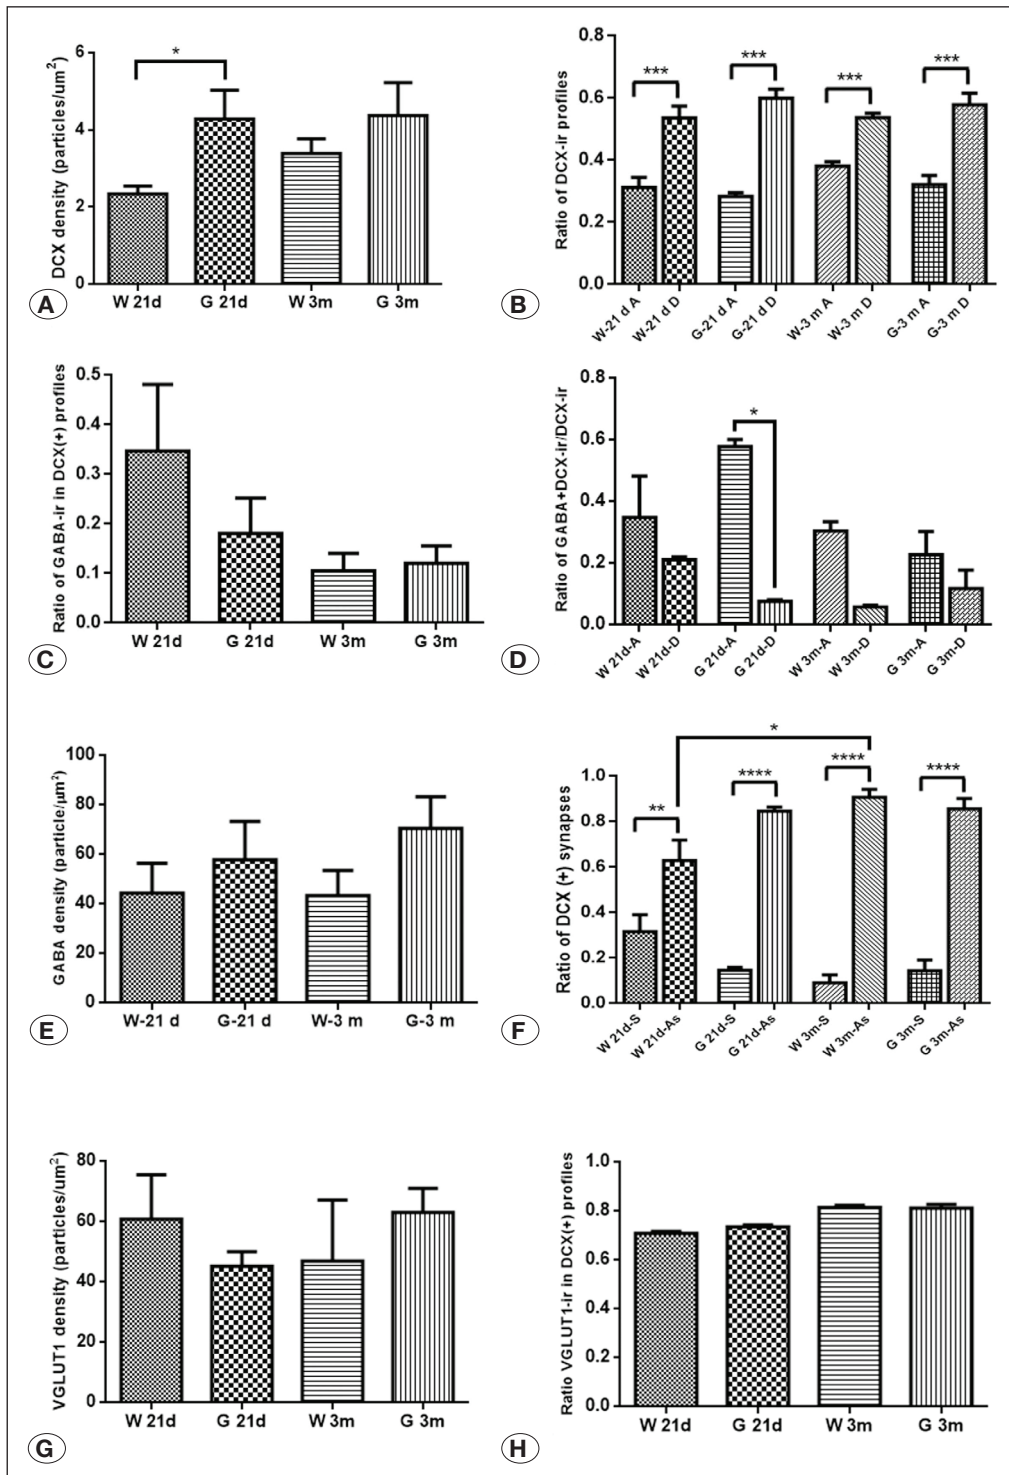 DCX density (particles/um²)
6
4
2
0
*
W 21d G 21d W 3m G 3m
A
Ratio of DCX-ir profiles
0.8
0.6
0.4
0.2
0.0
*** *** *** ***
W-21 d A W-21 d D G-21 d A G-21 d D W-3 m A W-3 m D G-3 m A G-3 m D
B
Ratio of GABA-ir in DCX(+) profiles
0.5
0.4
0.3
0.2
0.1
0.0
W 21d G 21d W 3m G 3m
C
Ratio of GABA+DCX-ir/DCX-ir
0.8
0.6
0.4
0.2
0.0
*
W 21d-A W 21d-D G 21d-A G 21d-D W 3m-A W 3m-D G 3m-A G 3m-D
D
GABA density (particle/µm²)
100
80
60
40
20
0
W-21 d G-21 d W-3 m G-3 m
E
Ratio of DCX (+) synapses
1.0
0.8
0.6
0.4
0.2
0.0
*
** **** **** ****
W 21d-S W 21d-As G 21d-S G 21d-As W 3m-S W 3m-As G 3m-S G 3m-As
F
VGLUT1 density (particles/um²)
80
60
40
20
0
W 21d G 21d W 3m G 3m
G
Ratio VGLUT1-ir in DCX(+) profiles
1.0
0.8
0.6
0.4
0.2
0.0
W 21d G 21d W 3m G 3m
H